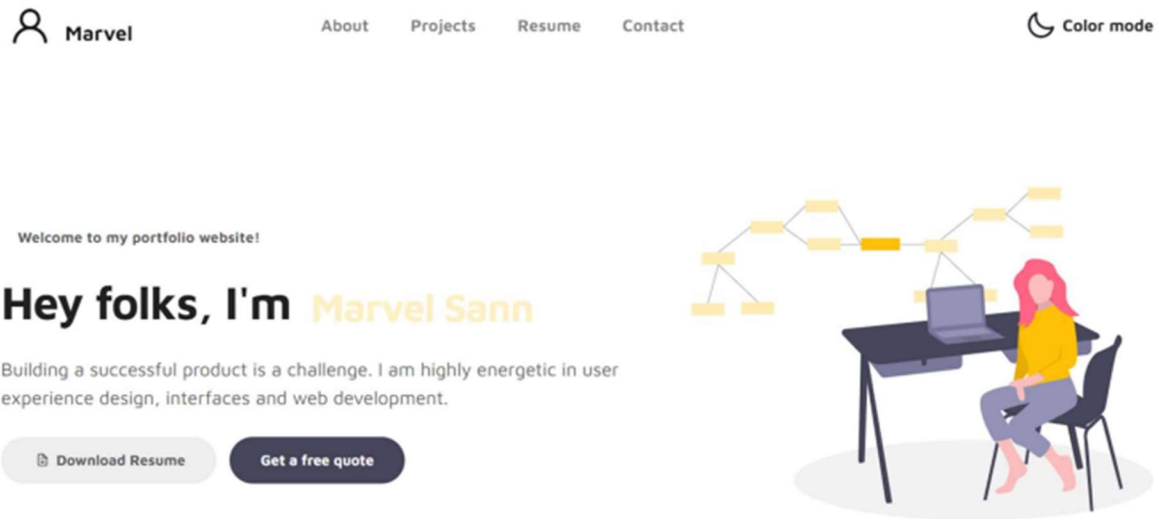 Marvel
About Projects Resume Contact
Color mode
Welcome to my portfolio website!
Hey folks, I'm Marvel Sann
Building a successful product is a challenge. I am highly energetic in user
experience design, interfaces and web development.
Download Resume
Get a free quote